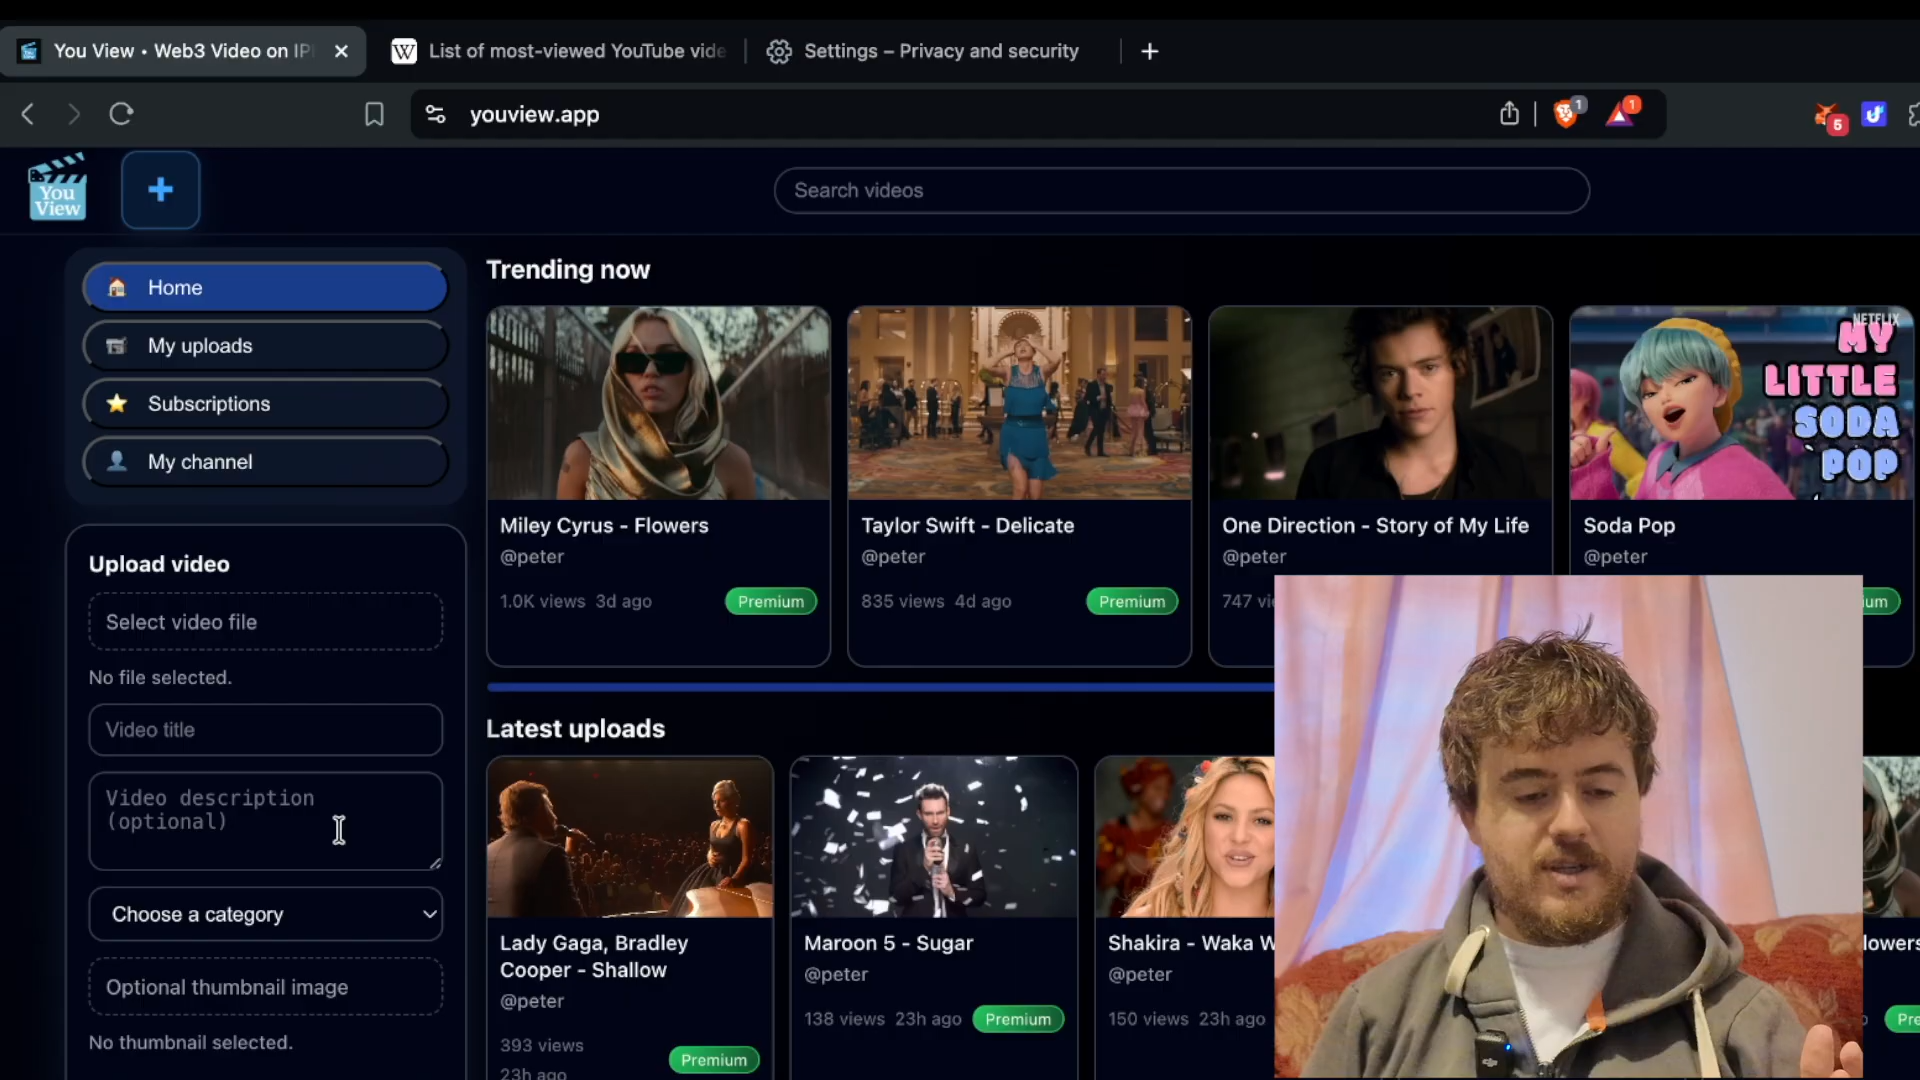 You View • Web3 Video on IP
List of most-viewed YouTube vide
Settings – Privacy and security
youview.app
1
1
5
You
View
Search videos
Home
My uploads
Subscriptions
My channel
Upload video
Select video file
No file selected.
Video title
Video description
(optional)
Choose a category
Optional thumbnail image
No thumbnail selected.
Trending now
NETFLIX
MY
LITTLE
SODA
POP
Miley Cyrus - Flowers
@peter
1.0K views 3d ago
Premium
Taylor Swift - Delicate
@peter
835 views 4d ago
Premium
One Direction - Story of My Life
@peter
747 vie
Soda Pop
@peter
ium
Latest uploads
Lady Gaga, Bradley
Cooper - Shallow
@peter
393 views
23h ago
Premium
Maroon 5 - Sugar
@peter
138 views 23h ago
Premium
Shakira - Waka W
@peter
150 views 23h ago
lowers
Pre